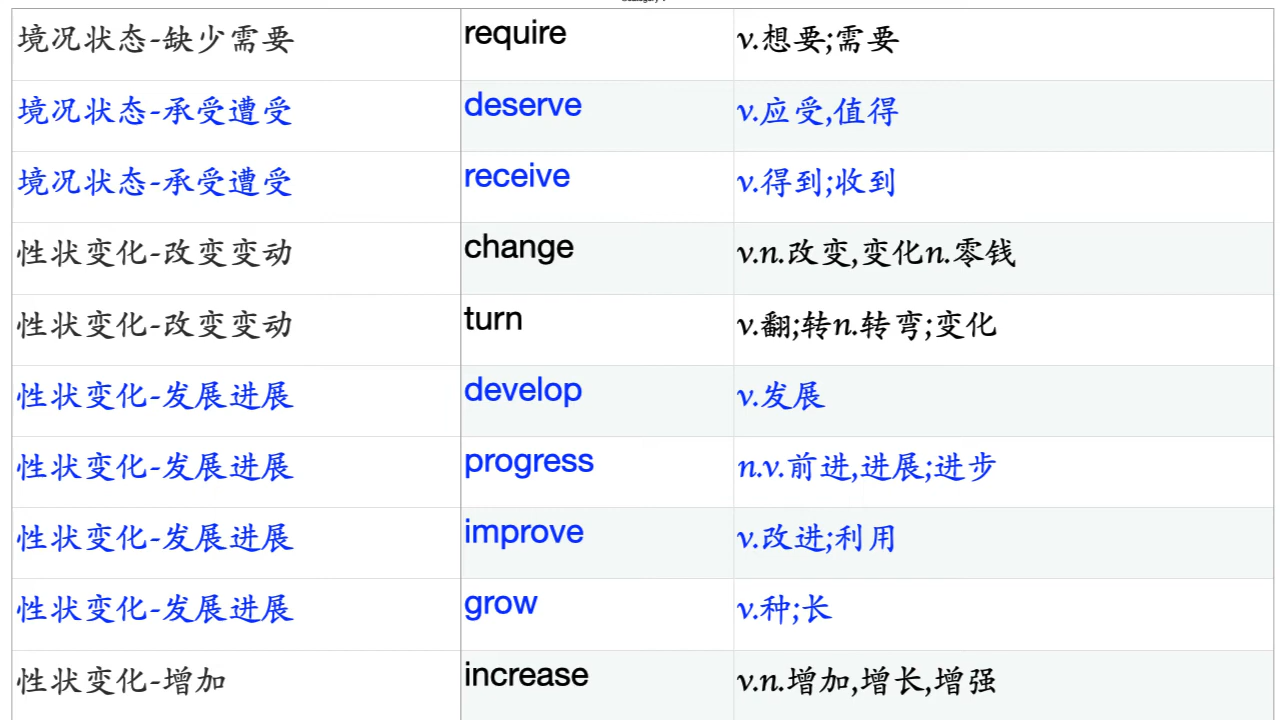 境况状态-缺少需要 require v.想要;需要
境况状态-承受遭受 deserve v.应受,值得
境况状态-承受遭受 receive v.得到;收到
性状变化-改变变动 change v.n.改变,变化n.零钱
性状变化-改变变动 turn v.翻;转n.转弯;变化
性状变化-发展进展 develop v.发展
性状变化-发展进展 progress n.v.前进,进展;进步
性状变化-发展进展 improve v.改进;利用
性状变化-发展进展 grow v.种;长
性状变化-增加 increase v.n.增加,增长,增强